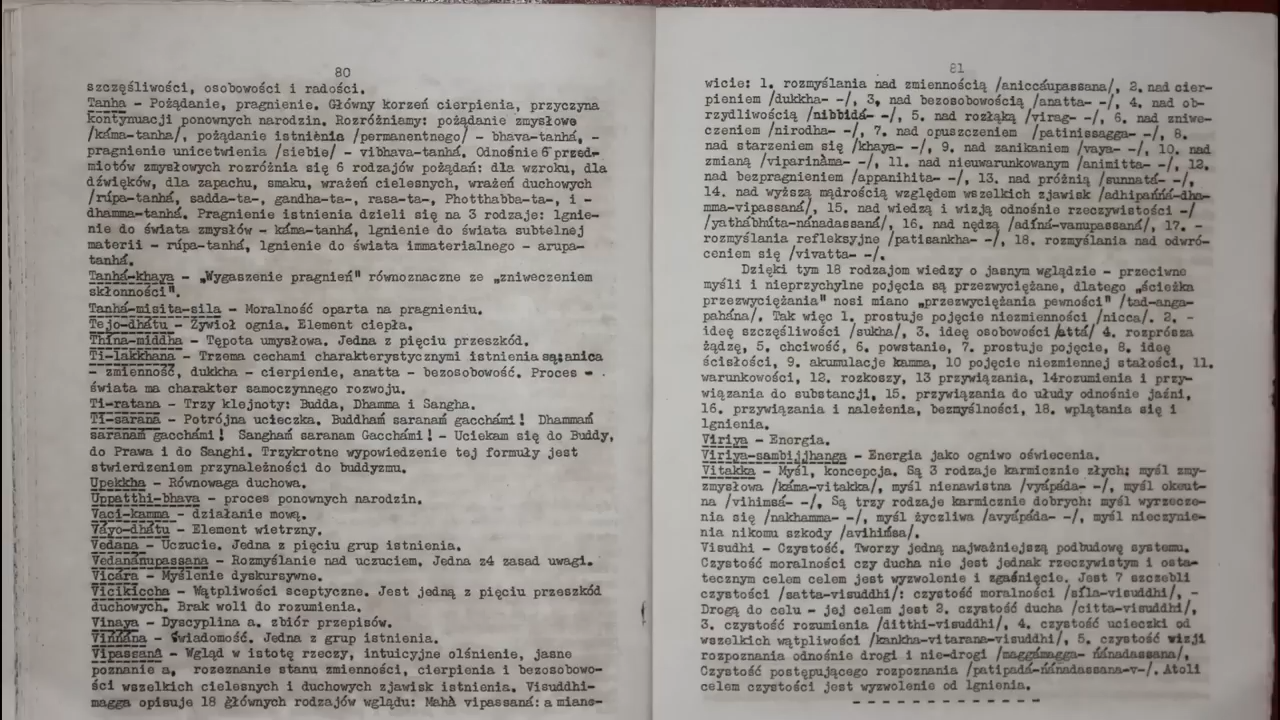 80
szczęśliwości, osobowości i radości.
Tanha - Pożądanie, pragnienie. Główny korzeń cierpienia, przyczyna
kontynuacji ponownych narodzin. Rozróżniamy: pożądanie zmysłowe
/káma-tanha/, pożądanie istnienia /permanentnego/ - bhava-tanhá, -
pragnienie unicetwienia /siebie/ - vibhava-tanhá. Odnośnie 6 przed-
miotów zmysłowych rozróżnia się 6 rodzajów pożądań: dla wzroku, dla
dźwięków, dla zapachu, smaku, wrażeń cielesnych, wrażeń duchowych
/rúpa-tanhá, sadda-ta-, gandha-ta-, rasa-ta-, Photthabba-ta-, i -
dhamma-tanhá. Pragnienie istnienia dzieli się na 3 rodzaje: lgnie-
nie do świata zmysłów - káma-tanhá, lgnienie do świata subtelnej
materii - rúpa-tanhá, lgnienie do świata immaterialnego - arupa-
tanhá.
Tanhá-khaya - „Wygaszenie pragnień" równoznaczne ze „zniweczeniem
skłonności".
Tanhá-misita-sila - Moralność oparta na pragnieniu.
Tejo-dhátu - Żywioł ognia. Element ciepła.
Thína-middha - Tępota umysłowa. Jedna z pięciu przeszkód.
Ti-lakkhana - Trzema cechami charakterystycznymi istnienia są:anica
- zmienność, dukkha - cierpienie, anatta - bezosobowość. Proces -
świata ma charakter samoczynnego rozwoju.
Ti-ratana - Trzy klejnoty: Budda, Dhamma i Sangha.
Ti-sarana - Potrójna ucieczka. Buddhań saranań gacchámi! Dhammań
saranań gacchámi! Sanghań saranam Gacchámi! - Uciekam się do Buddy,
do Prawa i do Sanghi. Trzykrotne wypowiedzenie tej formuły jest
stwierdzeniem przynależności do buddyzmu.
Upekkha - Równowaga duchowa.
Uppatthi-bhava - proces ponownych narodzin.
Vaci-kamma - działanie mową.
Váyo-dhátu - Element wietrzny.
Vedana - Uczucie. Jedna z pięciu grup istnienia.
Vedanánupassana - Rozmyślanie nad uczuciem. Jedna z4 zasad uwagi.
Vicára - Myślenie dyskursywne.
Vicikiccha - Wątpliwości sceptyczne. Jest jedną z pięciu przeszkód
duchowych. Brak woli do rozumienia.
Vinaya - Dyscyplina a. zbiór przepisów.
Vinńána - Świadomość. Jedna z grup istnienia.
Vipassaná - Wgląd w istotę rzeczy, intuicyjne olśnienie, jasne
poznanie a, rozeznanie stanu zmienności, cierpienia i bezosobowo-
ści wszelkich cielesnych i duchowych zjawisk istnienia. Visuddhi-
magga opisuje 18 głównych rodzajów wglądu: Mahà vipassaná: a miano-
81
wicie: 1. rozmyślania nad zmiennością /aniccáupassana/, 2. nad cier-
pieniem /dukkha- -/, 3. nad bezosobowością /anatta- -/, 4. nad ob-
rzydliwością /nibbidá- -/, 5. nad rozłąką /virag- -/, 6. nad zniwe-
czeniem /nirodha- -/, 7. nad opuszczeniem /patinissagga- -/, 8.
nad starzeniem się /khaya- -/, 9. nad zanikaniem /vaya- -/, 10. nad
zmianą /viparinàma- -/, 11. nad nieuwarunkowanym /animitta- -/, 12.
nad bezpragnieniem /appanihita- -/, 13. nad próżnią /sunnatá- -/,
14. nad wyższą mądrością względem wszelkich zjawisk /adhipańńá-dha-
mma-vipassaná/, 15. nad wiedzą i wizją odnośnie rzeczywistości -/
/yathábhúta-nánadassaná/, 16. nad nędzą /adíná-vanupassaná/, 17. -
rozmyślania refleksyjne /patisankha- -/, 18. rozmyślania nad odwró-
ceniem się /vivatta- -/.
Dzięki tym 18 rodzajom wiedzy o jasnym wglądzie - przeciwne
myśli i nieprzychylne pojęcia są przezwyciężane, dlatego „ścieżka
przezwyciężania" nosi miano „przezwyciężania pewności" /tad-anga-
pahána/. Tak więc 1. prostuje pojęcie niezmienności /nicca/. 2. -
ideę szczęśliwości /sukha/, 3. ideę osobowości /attá/ 4. rozprósza
żądzę, 5. chciwość, 6. powstanie, 7. prostuje pojęcie, 8. ideę
ścisłości, 9. akumulacje kamma, 10 pojęcie niezmiennej stałości, 11.
warunkowości, 12. rozkoszy, 13 przywiązania, 14rozumienia i przy-
wiązania do substancji, 15. przywiązania do ułudy odnośnie jaźni,
16. przywiązania i należenia, bezmyślności, 18. wplątania się i
lgnienia.
Viriya - Energia.
Viriya-sambijjhanga - Energia jako ogniwo oświecenia.
Vitakka - Myśl, koncepcja. Są 3 rodzaje karmicznie złych: myśl zmy-
zmysłowa /káma-vitakka/, myśl nienawistna /vyápáda- -/, myśl okrut-
na /vihimsá- -/, Są trzy rodzaje karmicznie dobrych: myśl wyrzecze-
nia się /nakhamma- -/, myśl życzliwa /avyápáda- -/, myśl nieczynie-
nia nikomu szkody /avihińsa/.
Visudhi - Czystość. Tworzy jedną najważniejszą podbudowę systemu.
Czystość moralności czy ducha nie jest jednak rzeczywistym i osta-
tecznym celem celem jest wyzwolenie i zgaśnięcie. Jest 7 szczebli
czystości /satta-visuddhi/: czystość moralności /síla-visuddhi/, -
Drogą do celu - jej celem jest 2. czystość ducha /citta-visuddhi/,
3. czystość rozumienia /ditthi-visuddhi/, 4. czystość ucieczki od
wszelkich wątpliwości /kankha-vitarana-visuddhi/, 5. czystość wizji
rozpoznania odnośnie drogi i nie-drogi /maggámagga- ńánadassana/,
Czystość postępującego rozpoznania /patipadá-ńánadassana-v-/. Atoli
celem czystości jest wyzwolenie od lgnienia.